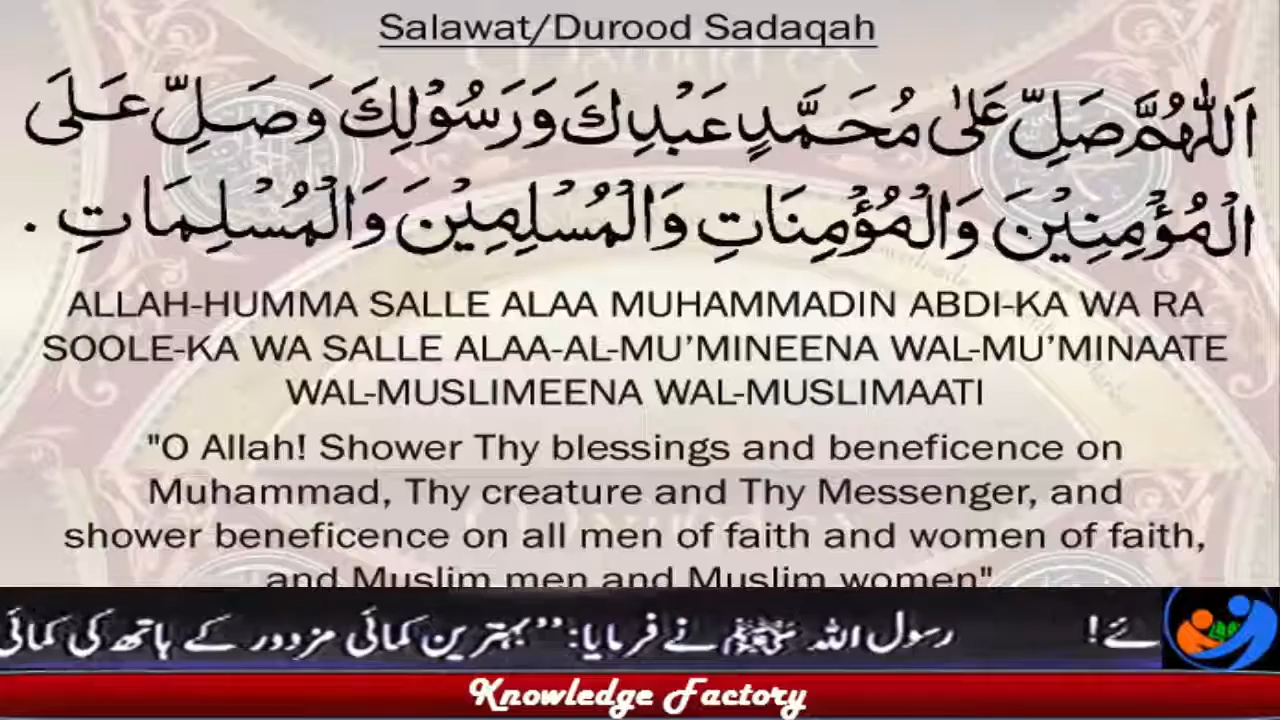 Salawat/Durood Sadaqah
اَللّٰهُمَّ صَلِّ عَلٰى مُحَمَّدٍ عَبْدِكَ وَرَسُوْلِكَ وَصَلِّ عَلَى
الْمُؤْمِنِيْنَ وَالْمُؤْمِنَاتِ وَالْمُسْلِمِيْنَ وَالْمُسْلِمَاتِ .
ALLAH-HUMMA SALLE ALAA MUHAMMADIN ABDI-KA WA RA
SOOLE-KA WA SALLE ALAA-AL-MU’MINEENA WAL-MU’MINAATE
WAL-MUSLIMEENA WAL-MUSLIMAATI
"O Allah! Shower Thy blessings and beneficence on
Muhammad, Thy creature and Thy Messenger, and
shower beneficence on all men of faith and women of faith,
and Muslim men and Muslim women"
ئے! رسول اللہ ﷺ نے فرمایا: ’’بہترین کمائی مزدور کے ہاتھ کی کمائی
Knowledge Factory